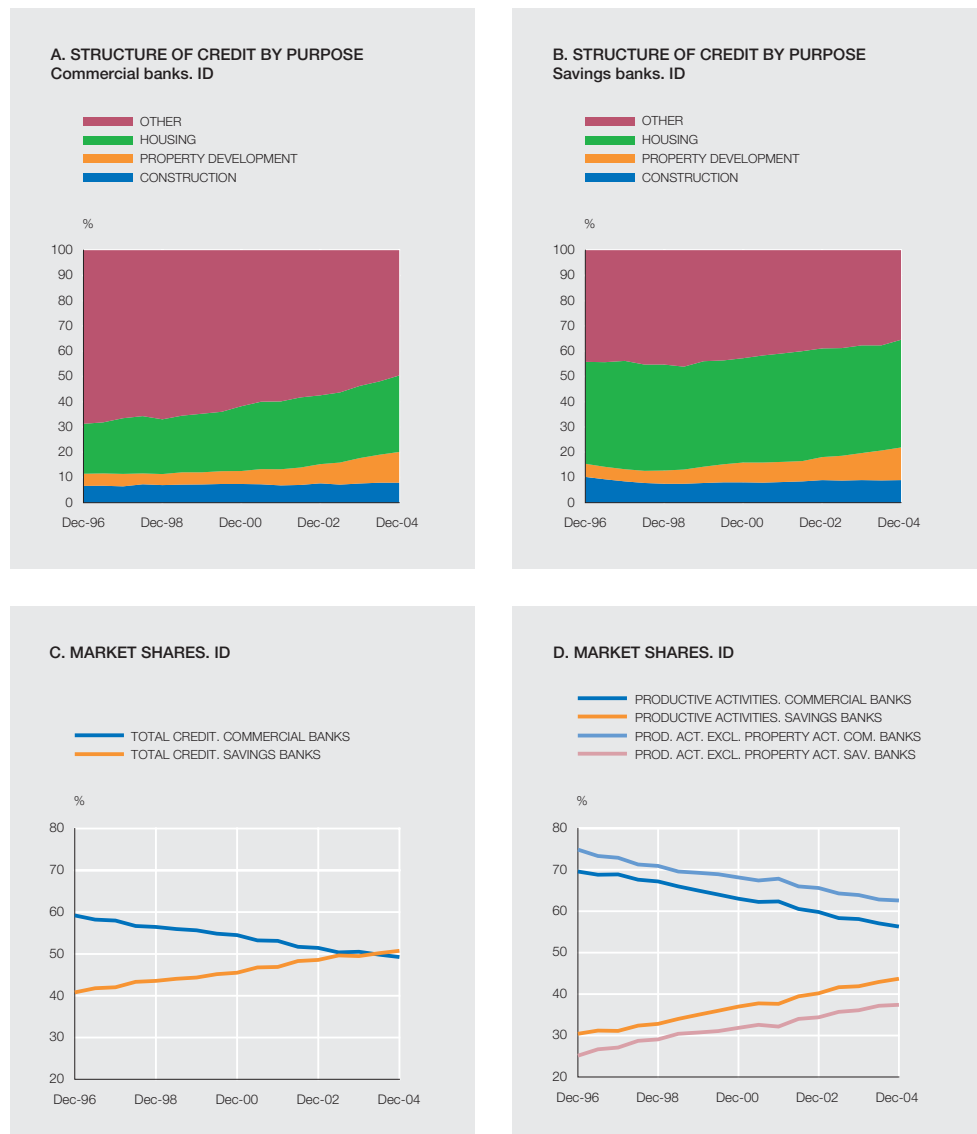 A. STRUCTURE OF CREDIT BY PURPOSE
Commercial banks. ID
OTHER
HOUSING
PROPERTY DEVELOPMENT
CONSTRUCTION
%
100
90
80
70
60
50
40
30
20
10
0
Dec-96 Dec-98 Dec-00 Dec-02 Dec-04
B. STRUCTURE OF CREDIT BY PURPOSE
Savings banks. ID
OTHER
HOUSING
PROPERTY DEVELOPMENT
CONSTRUCTION
%
100
90
80
70
60
50
40
30
20
10
0
Dec-96 Dec-98 Dec-00 Dec-02 Dec-04
C. MARKET SHARES. ID
TOTAL CREDIT. COMMERCIAL BANKS
TOTAL CREDIT. SAVINGS BANKS
%
80
70
60
50
40
30
20
Dec-96 Dec-98 Dec-00 Dec-02 Dec-04
D. MARKET SHARES. ID
PRODUCTIVE ACTIVITIES. COMMERCIAL BANKS
PRODUCTIVE ACTIVITIES. SAVINGS BANKS
PROD. ACT. EXCL. PROPERTY ACT. COM. BANKS
PROD. ACT. EXCL. PROPERTY ACT. SAV. BANKS
%
80
70
60
50
40
30
20
Dec-96 Dec-98 Dec-00 Dec-02 Dec-04